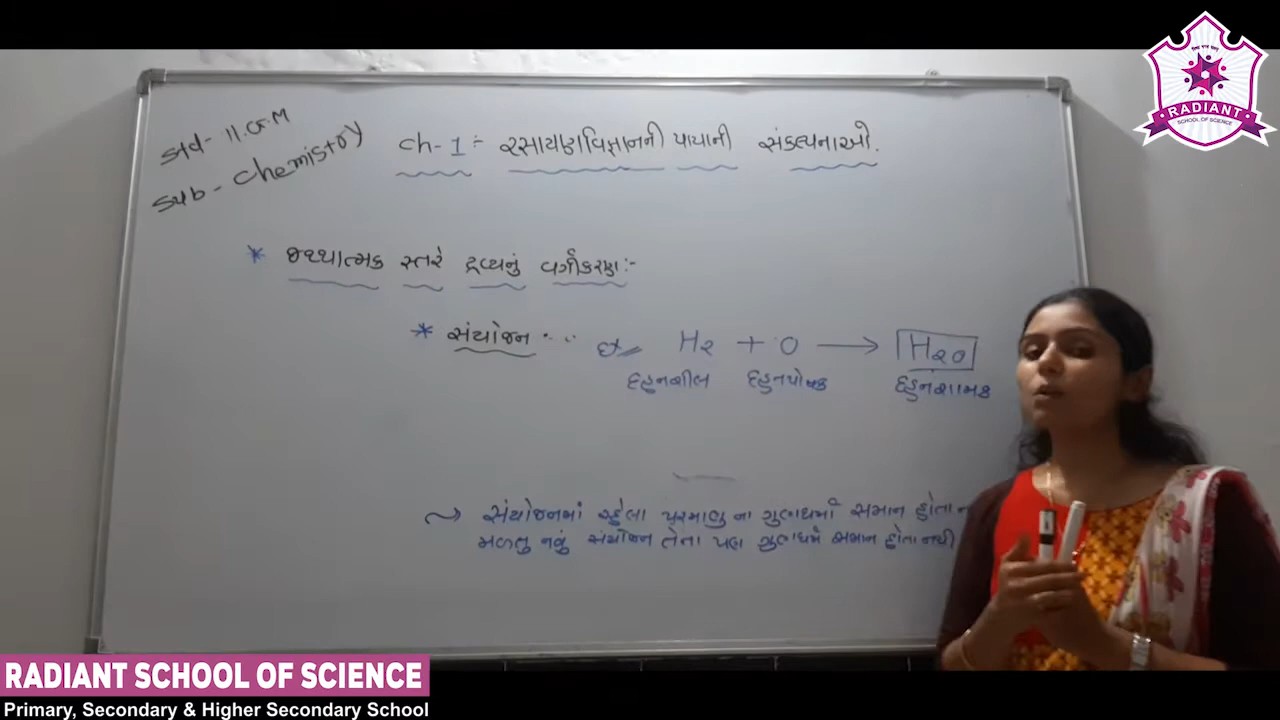 RADIANT
SCHOOL OF SCIENCE
Std - 11.G.M
Sub - Chemistry
Ch-1 :- રસાયણવિજ્ઞાનની પાયાની સંકલ્પનાઓ.
* જથ્થાત્મક સ્તરે દ્રવ્યનું વર્ગીકરણ:-
* સંયોજન
H2 + O → H2O
દહનશીલ દહનપોષક દહનશામક
સંયોજનમાં રહેલા પરમાણુ ના ગુણધર્મો સમાન હોતા ન
મળતુ નવું સંયોજન તેના પણ ગુણધર્મ સમાન હોતા નથી
RADIANT SCHOOL OF SCIENCE
Primary, Secondary & Higher Secondary School